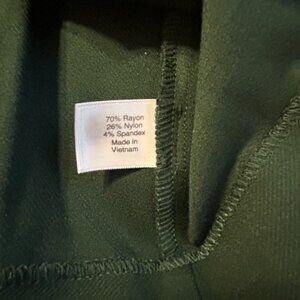 70% Rayon
26% Nylon
4% Spandex
Made in
Vietnam